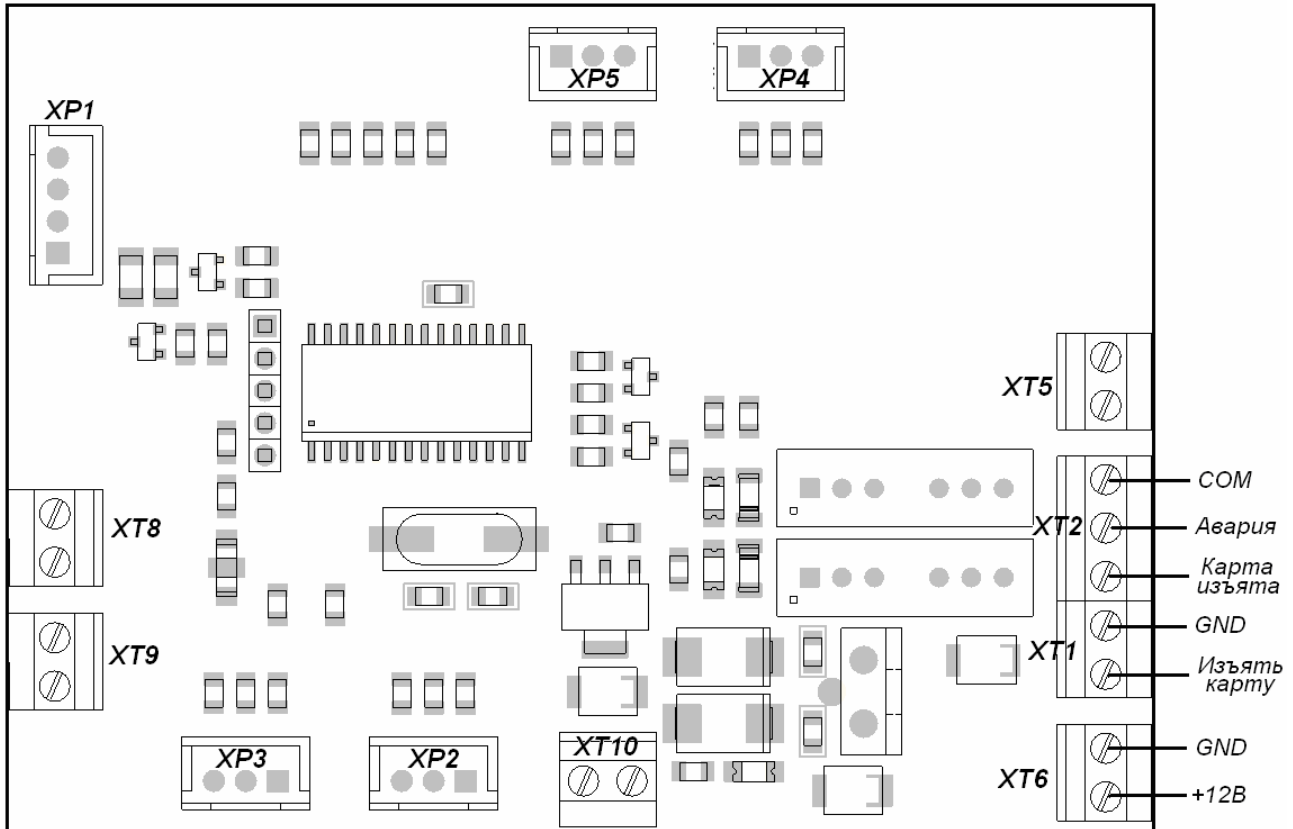 XP5
XP4
XP1
XT5
COM
XT2
Авария
XT8
Карта
изъята
GND
XT9
XT1
Изъять
карту
XP3
XP2
XT10
GND
XT6
+12В